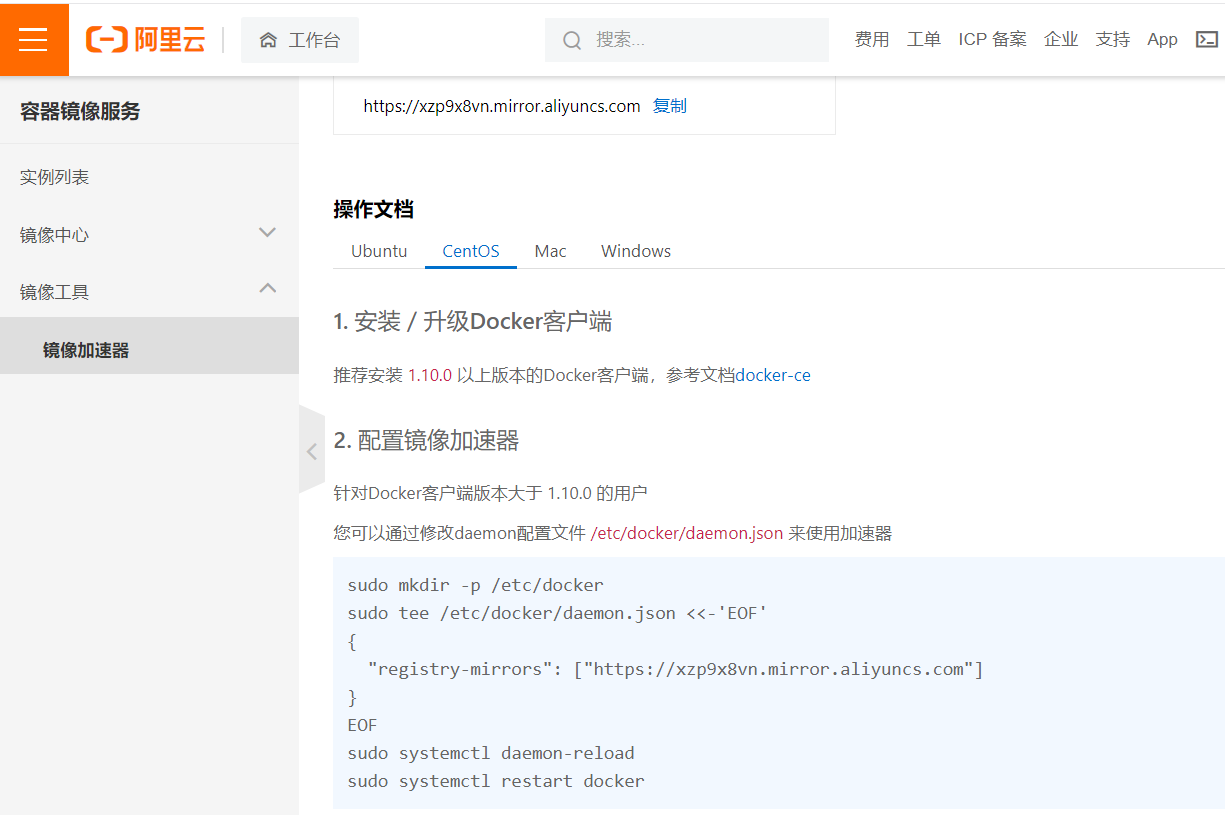 阿里云
工作台
搜索...
费用 工单 ICP 备案 企业 支持 App
容器镜像服务
实例列表
镜像中心
镜像工具
镜像加速器
https://xzp9x8vn.mirror.aliyuncs.com 复制
操作文档
Ubuntu CentOS Mac Windows
1. 安装 / 升级Docker客户端
推荐安装 1.10.0 以上版本的Docker客户端，参考文档docker-ce
2. 配置镜像加速器
针对Docker客户端版本大于 1.10.0 的用户
您可以通过修改daemon配置文件 /etc/docker/daemon.json 来使用加速器
sudo mkdir -p /etc/docker
sudo tee /etc/docker/daemon.json <<-'EOF'
{
  "registry-mirrors": ["https://xzp9x8vn.mirror.aliyuncs.com"]
}
EOF
sudo systemctl daemon-reload
sudo systemctl restart docker